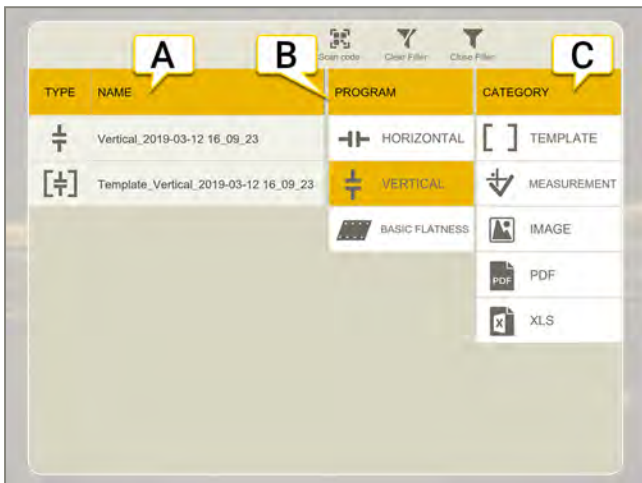 A
B
C
Scan code
Clear Filter
Close Filter
TYPE NAME PROGRAM CATEGORY
Vertical_2019-03-12 16_09_23 HORIZONTAL TEMPLATE
Template_Vertical_2019-03-12 16_09_23 VERTICAL MEASUREMENT
BASIC FLATNESS IMAGE
PDF PDF
X XLS